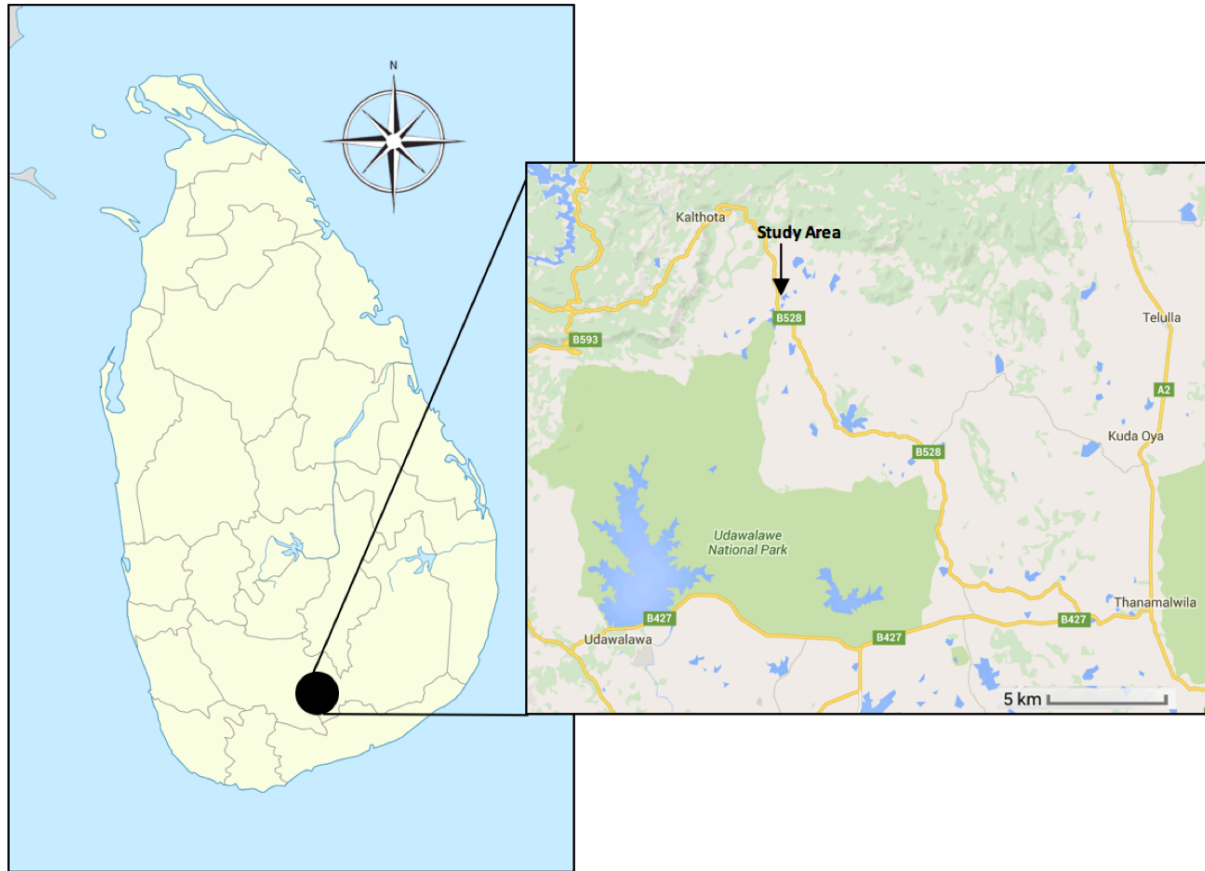 N
Kalthota
Study Area
B528
B593
Telulla
A2
Kuda Oya
B528
Udawalawe
National Park
Thanamalwila
B427
B427
B427
Udawalawa
5 km